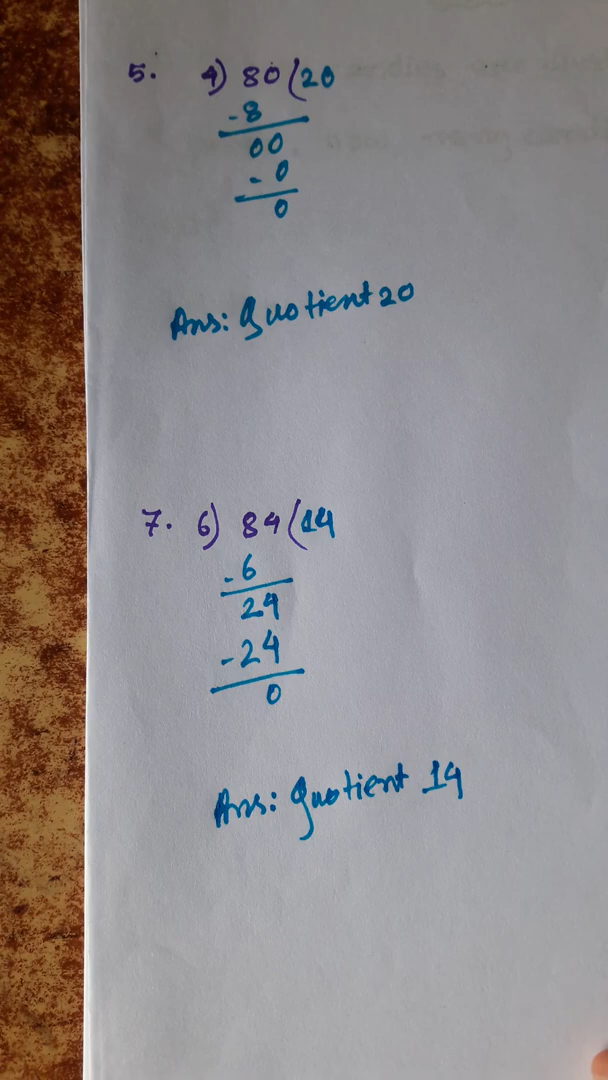 5. 4) 80 (20
-8
00
- 0
0
Ans: Quotient 20
7. 6) 84 (14
-6
24
-24
0
Ans: Quotient 14